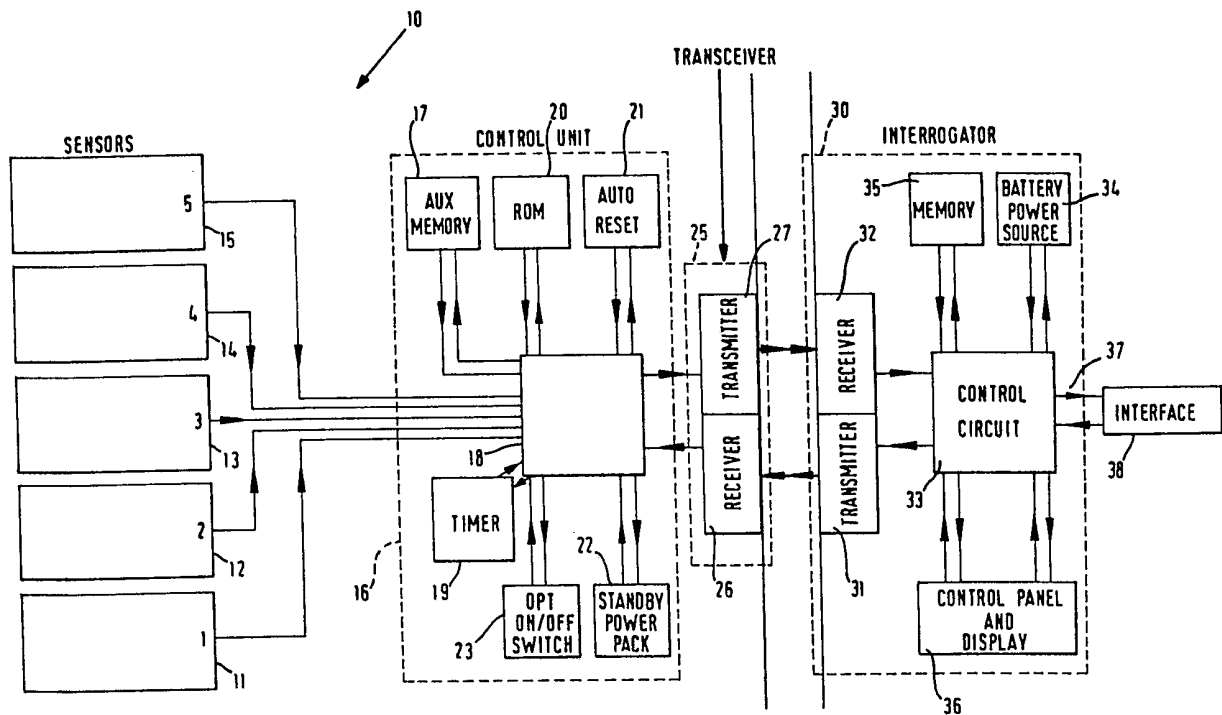 10
TRANSCEIVER
SENSORS
CONTROL UNIT
INTERROGATOR
17
20
21
30
5
15
AUX
MEMORY
ROM
AUTO
RESET
25
27
32
35
MEMORY
BATTERY
POWER
SOURCE
34
4
14
TRANSMITTER
RECEIVER
3
13
18
CONTROL
CIRCUIT
33
37
INTERFACE
38
2
12
TIMER
19
RECEIVER
26
TRANSMITTER
31
16
1
11
23
OPT
ON/OFF
SWITCH
22
STANDBY
POWER
PACK
CONTROL PANEL
AND
DISPLAY
36